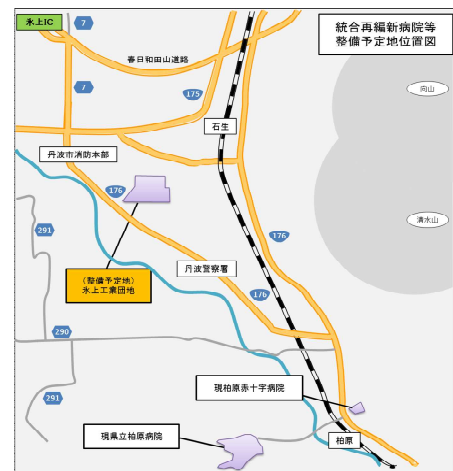 氷上IC
7
統合再編新病院等
整備予定地位置図
春日和田山道路
7
175
向山
石生
丹波市消防本部
176
清水山
291
176
(整備予定地)
氷上工業団地
丹波警察署
176
290
現柏原赤十字病院
291
現県立柏原病院
柏原